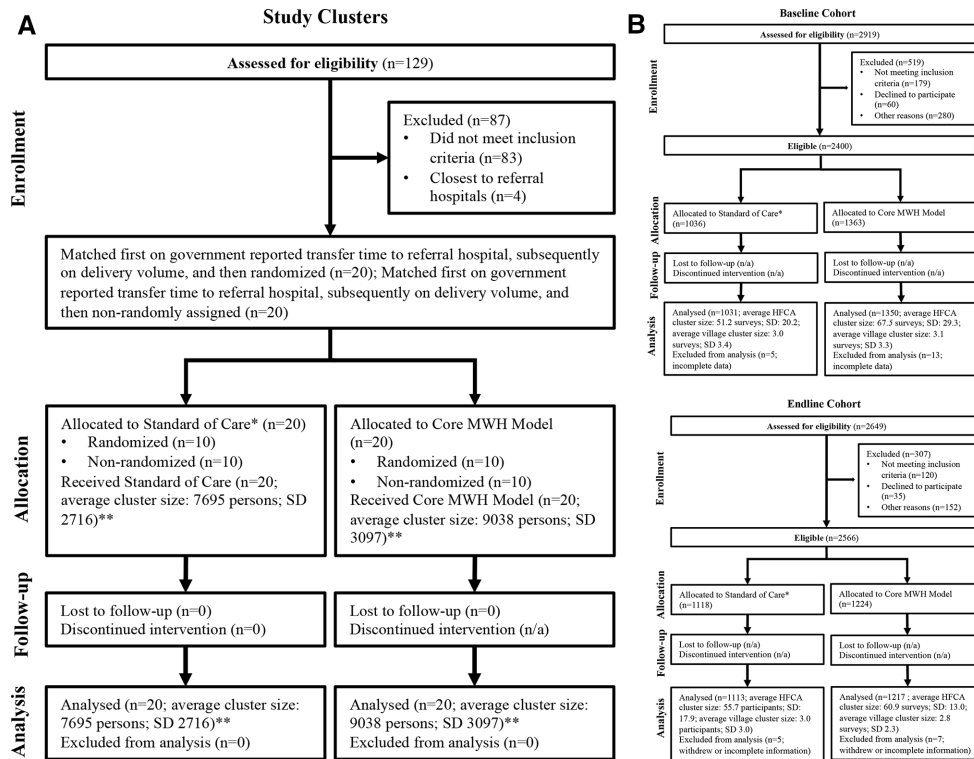 A
Study Clusters
Enrollment
Assessed for eligibility (n=129)
Excluded (n=87)
• Did not meet inclusion
criteria (n=83)
• Closest to referral
hospitals (n=4)
Matched first on government reported transfer time to referral hospital, subsequently
on delivery volume, and then randomized (n=20); Matched first on government
reported transfer time to referral hospital, subsequently on delivery volume, and
then non-randomly assigned (n=20)
Allocation
Allocated to Standard of Care* (n=20)
• Randomized (n=10)
• Non-randomized (n=10)
Received Standard of Care (n=20;
average cluster size: 7695 persons; SD
2716)**
Allocated to Core MWH Model
(n=20)
• Randomized (n=10)
• Non-randomized (n=10)
Received Core MWH Model (n=20;
average cluster size: 9038 persons; SD
3097)**
Follow-up
Lost to follow-up (n=0)
Discontinued intervention (n=0)
Lost to follow-up (n=0)
Discontinued intervention (n/a)
Analysis
Analysed (n=20; average cluster size:
7695 persons; SD 2716)**
Excluded from analysis (n=0)
Analysed (n=20; average cluster size:
9038 persons; SD 3097)**
Excluded from analysis (n=0)
B
Baseline Cohort
Enrollment
Assessed for eligibility (n=2919)
Excluded (n=519)
• Not meeting inclusion
criteria (n=179)
• Declined to participate
(n=60)
• Other reasons (n=280)
Eligible (n=2400)
Allocation
Allocated to Standard of Care*
(n=1036)
Allocated to Core MWH Model
(n=1363)
Follow-up
Lost to follow-up (n/a)
Discontinued intervention (n/a)
Lost to follow-up (n/a)
Discontinued intervention (n/a)
Analysis
Analysed (n=1031; average HFCA
cluster size: 51.2 surveys; SD: 20.2;
average village cluster size: 3.0
surveys; SD 3.4)
Excluded from analysis (n=5;
incomplete data)
Analysed (n=1350; average HFCA
cluster size: 67.5 surveys; SD: 29.3;
average village cluster size: 3.1
surveys; SD 3.3)
Excluded from analysis (n=13;
incomplete data)
Endline Cohort
Enrollment
Assessed for eligibility (n=2649)
Excluded (n=307)
• Not meeting inclusion
criteria (n=120)
• Declined to participate
(n=35)
• Other reasons (n=152)
Eligible (n=2566)
Allocation
Allocated to Standard of Care*
(n=1118)
Allocated to Core MWH Model
(n=1224)
Follow-up
Lost to follow-up (n/a)
Discontinued intervention (n/a)
Lost to follow-up (n/a)
Discontinued intervention (n/a)
Analysis
Analysed (n=1113; average HFCA
cluster size: 55.7 participants; SD:
17.9; average village cluster size: 3.0
participants; SD 3.0)
Excluded from analysis (n=5;
withdrew or incomplete information)
Analysed (n=1217 ; average HFCA
cluster size: 60.9 surveys; SD: 13.0;
average village cluster size: 2.8
surveys; SD 2.3)
Excluded from analysis (n=7;
withdrew or incomplete information)